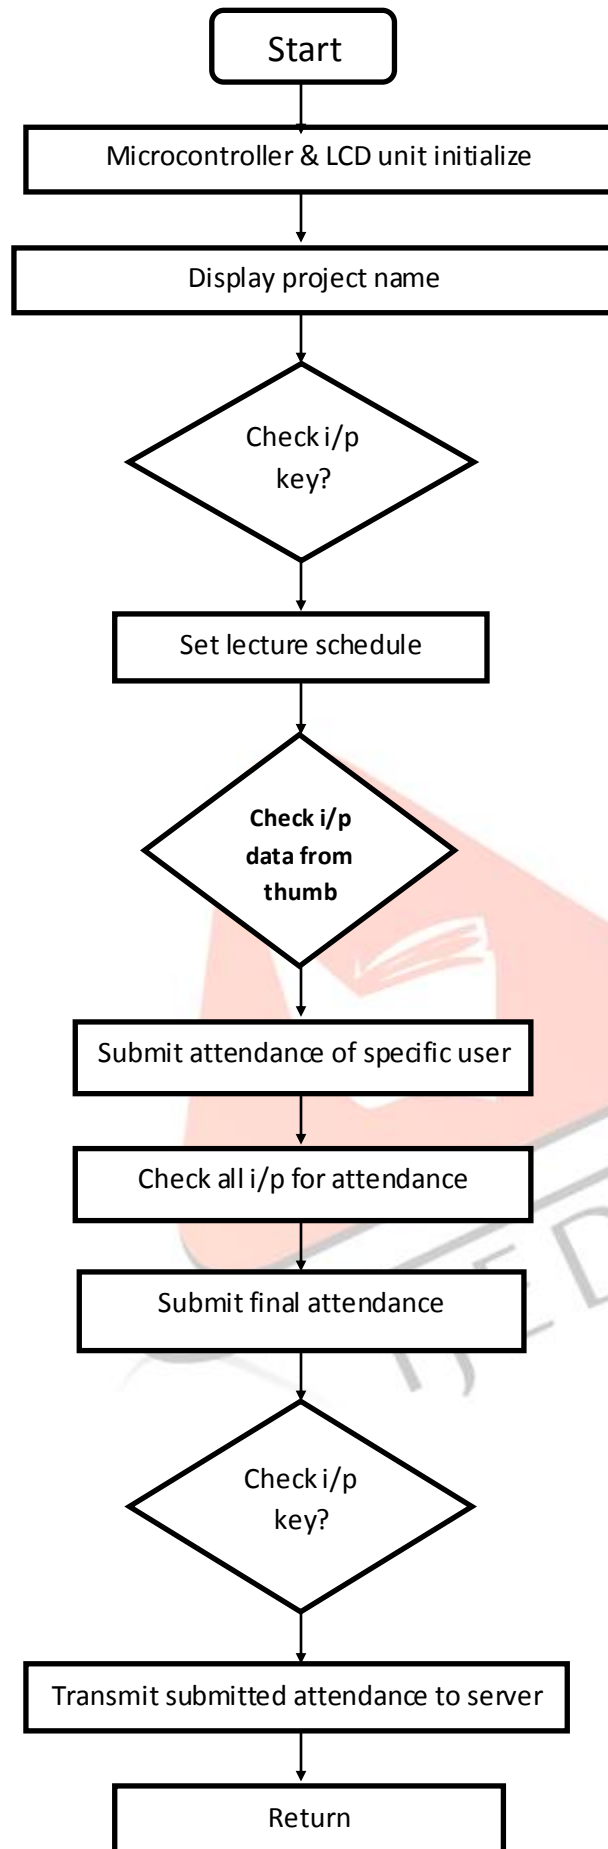 Start
Microcontroller & LCD unit initialize
Display project name
Check i/p
key?
Set lecture schedule
Check i/p
data from
thumb
Submit attendance of specific user
Check all i/p for attendance
Submit final attendance
IJED
Check i/p
key?
Transmit submitted attendance to server
Return